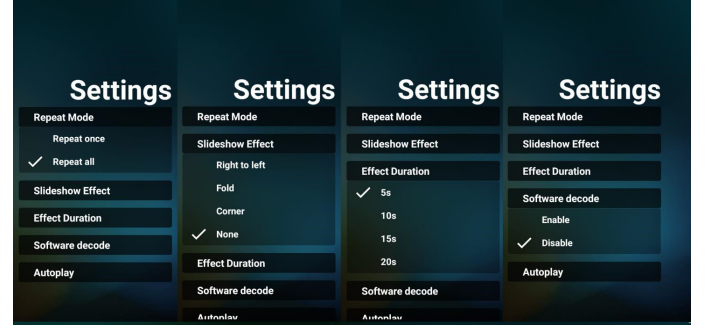 Settings
Repeat Mode
Repeat once
Repeat all
Slideshow Effect
Effect Duration
Software decode
Autoplay
Settings
Repeat Mode
Slideshow Effect
Right to left
Fold
Corner
None
Effect Duration
Software decode
Autoplay
Settings
Repeat Mode
Slideshow Effect
Effect Duration
5s
10s
15s
20s
Software decode
Autoplay
Settings
Repeat Mode
Slideshow Effect
Effect Duration
Software decode
Enable
Disable
Autoplay